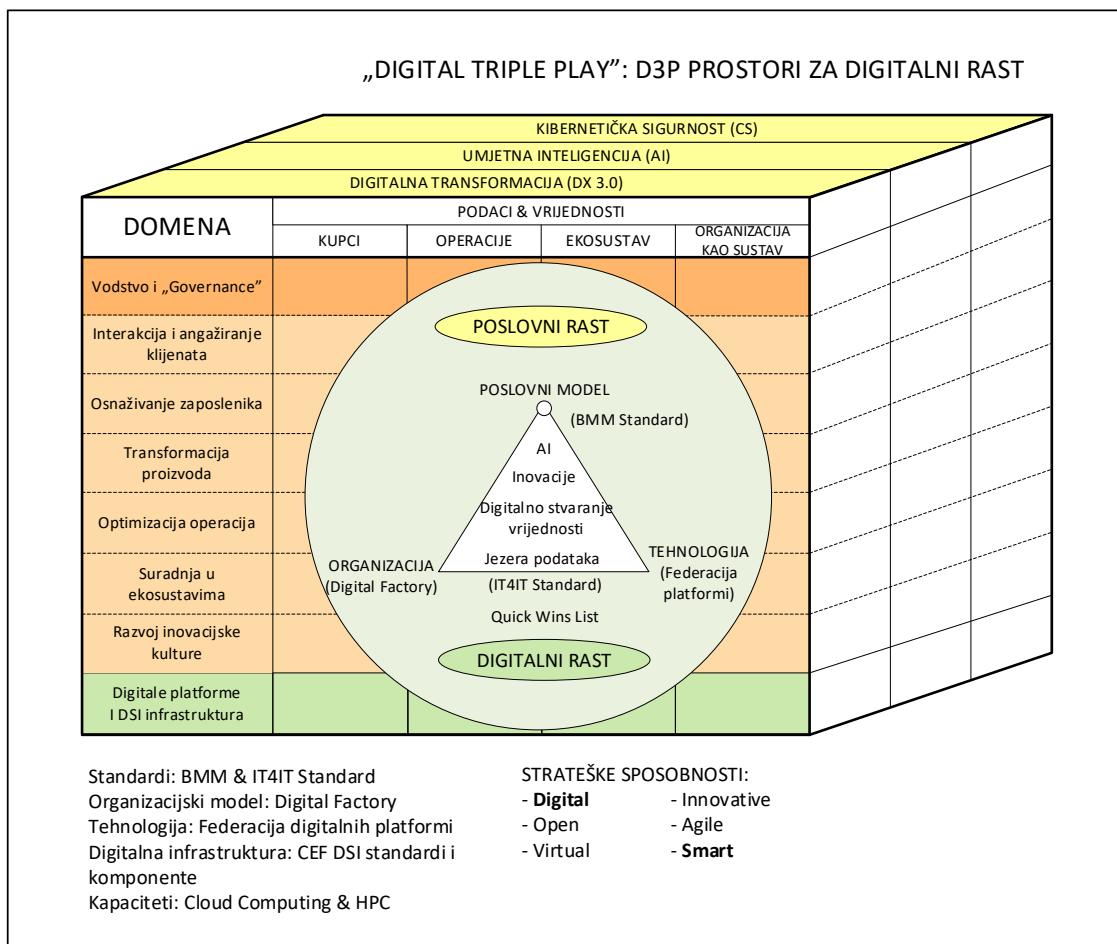 „DIGITAL TRIPLE PLAY”: D3P PROSTORI ZA DIGITALNI RAST
KIBERNETIČKA SIGURNOST (CS)
UMJETNA INTELIGENCIJA (AI)
DIGITALNA TRANSFORMACIJA (DX 3.0)
DOMENA
PODACI & VRIJEDNOSTI
KUPCI
OPERACIJE
EKOSUSTAV
ORGANIZACIJA
KAO SUSTAV
Vodstvo i „Governance”
Interakcija i angažiranje
klijenata
Osnaživanje zaposlenika
Transformacija
proizvoda
Optimizacija operacija
Suradnja u
ekosustavima
Razvoj inovacijske
kulture
Digitale platforme
I DSI infrastruktura
POSLOVNI RAST
POSLOVNI MODEL
(BMM Standard)
AI
Inovacije
Digitalno stvaranje
vrijednosti
Jezera podataka
ORGANIZACIJA
(Digital Factory)
(IT4IT Standard)
TEHNOLOGIJA
(Federacija
platformi)
Quick Wins List
DIGITALNI RAST
Standardi: BMM & IT4IT Standard
Organizacijski model: Digital Factory
Tehnologija: Federacija digitalnih platformi
Digitalna infrastruktura: CEF DSI standardi i
komponente
Kapaciteti: Cloud Computing & HPC
STRATEŠKE SPOSOBNOSTI:
- Digital - Innovative
- Open - Agile
- Virtual - Smart